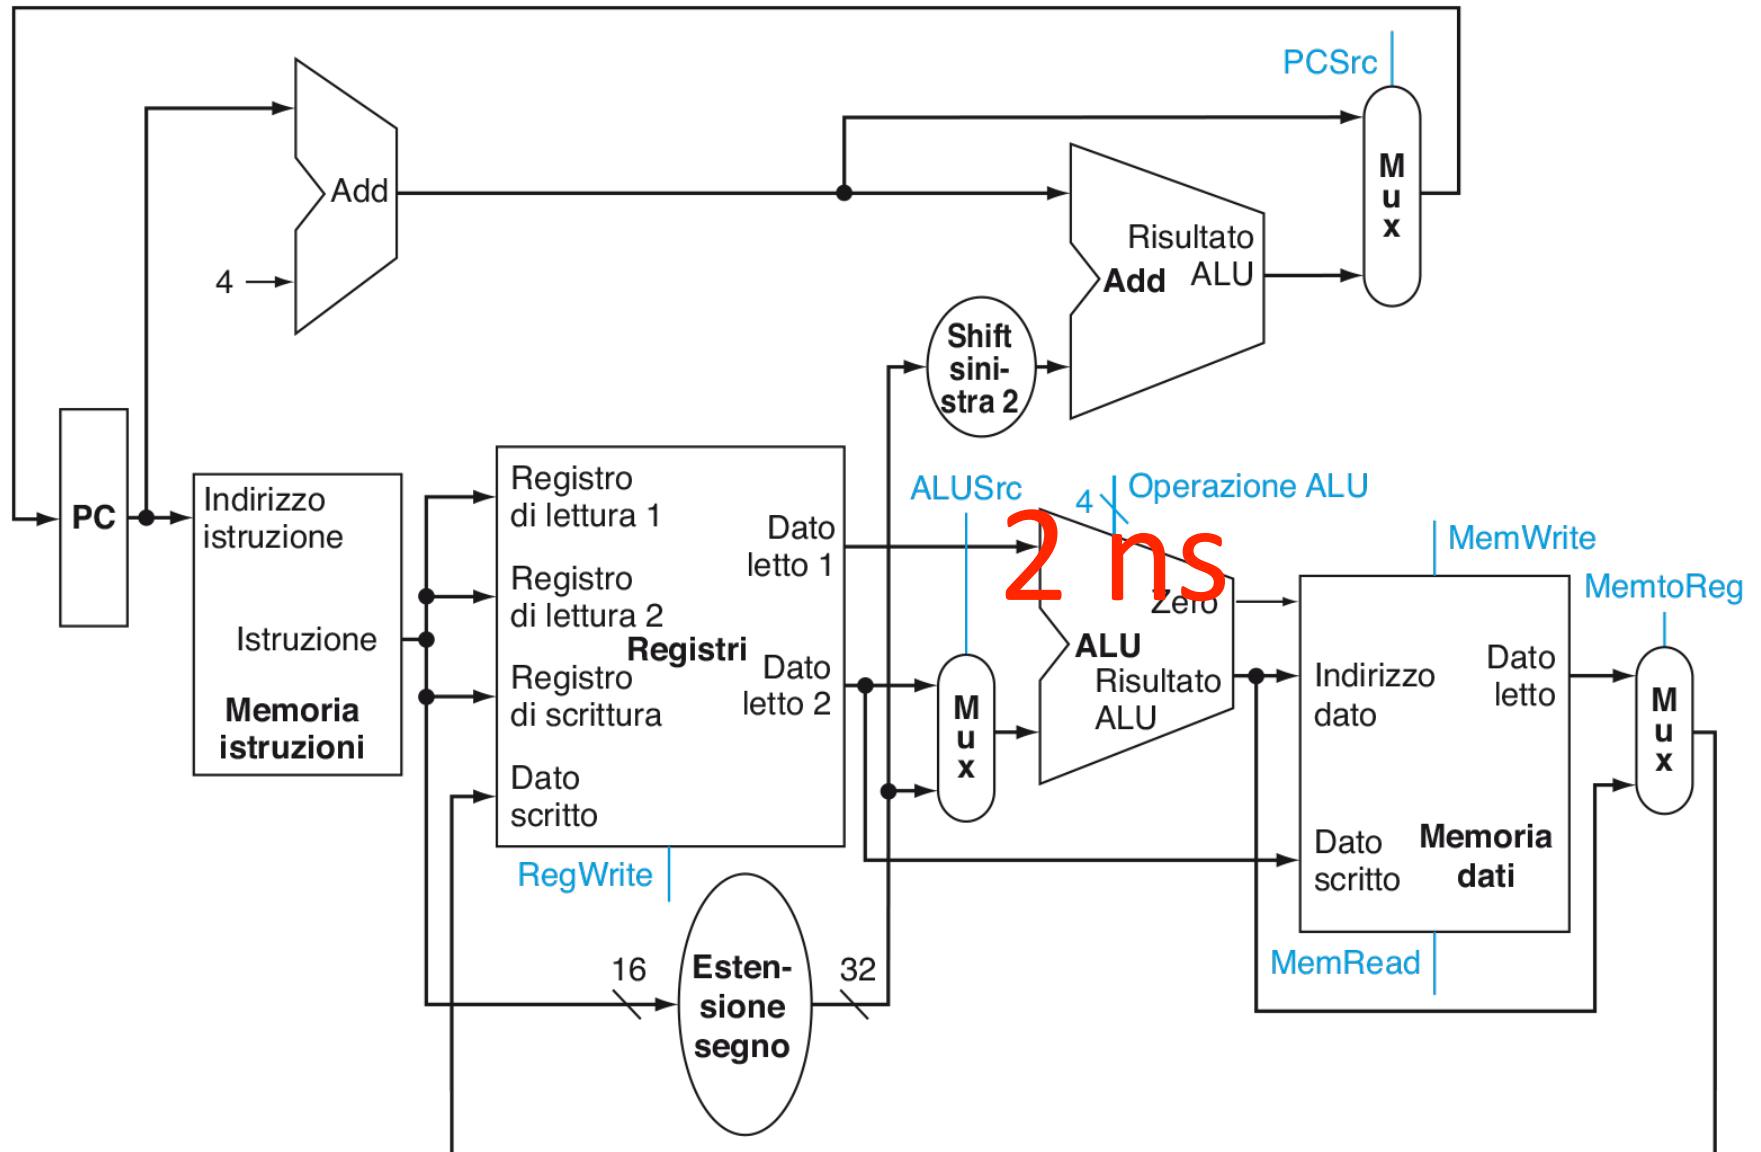 PCSrc
Add
4
M
u
x
Risultato
ALU
Add
Shift
sini-
stra 2
PC
Indirizzo
istruzione
Istruzione
Memoria
istruzioni
Registro
di lettura 1
Registro
di lettura 2
Registri
Registro
di scrittura
Dato
scritto
Dato
letto 1
Dato
letto 2
RegWrite
16
Esten-
sione
segno
32
ALUSrc
M
u
x
4
Operazione ALU
2 ns
Zero
ALU
Risultato
ALU
MemWrite
Indirizzo
dato
Dato
letto
Dato
scritto
Memoria
dati
MemRead
MemtoReg
M
u
x